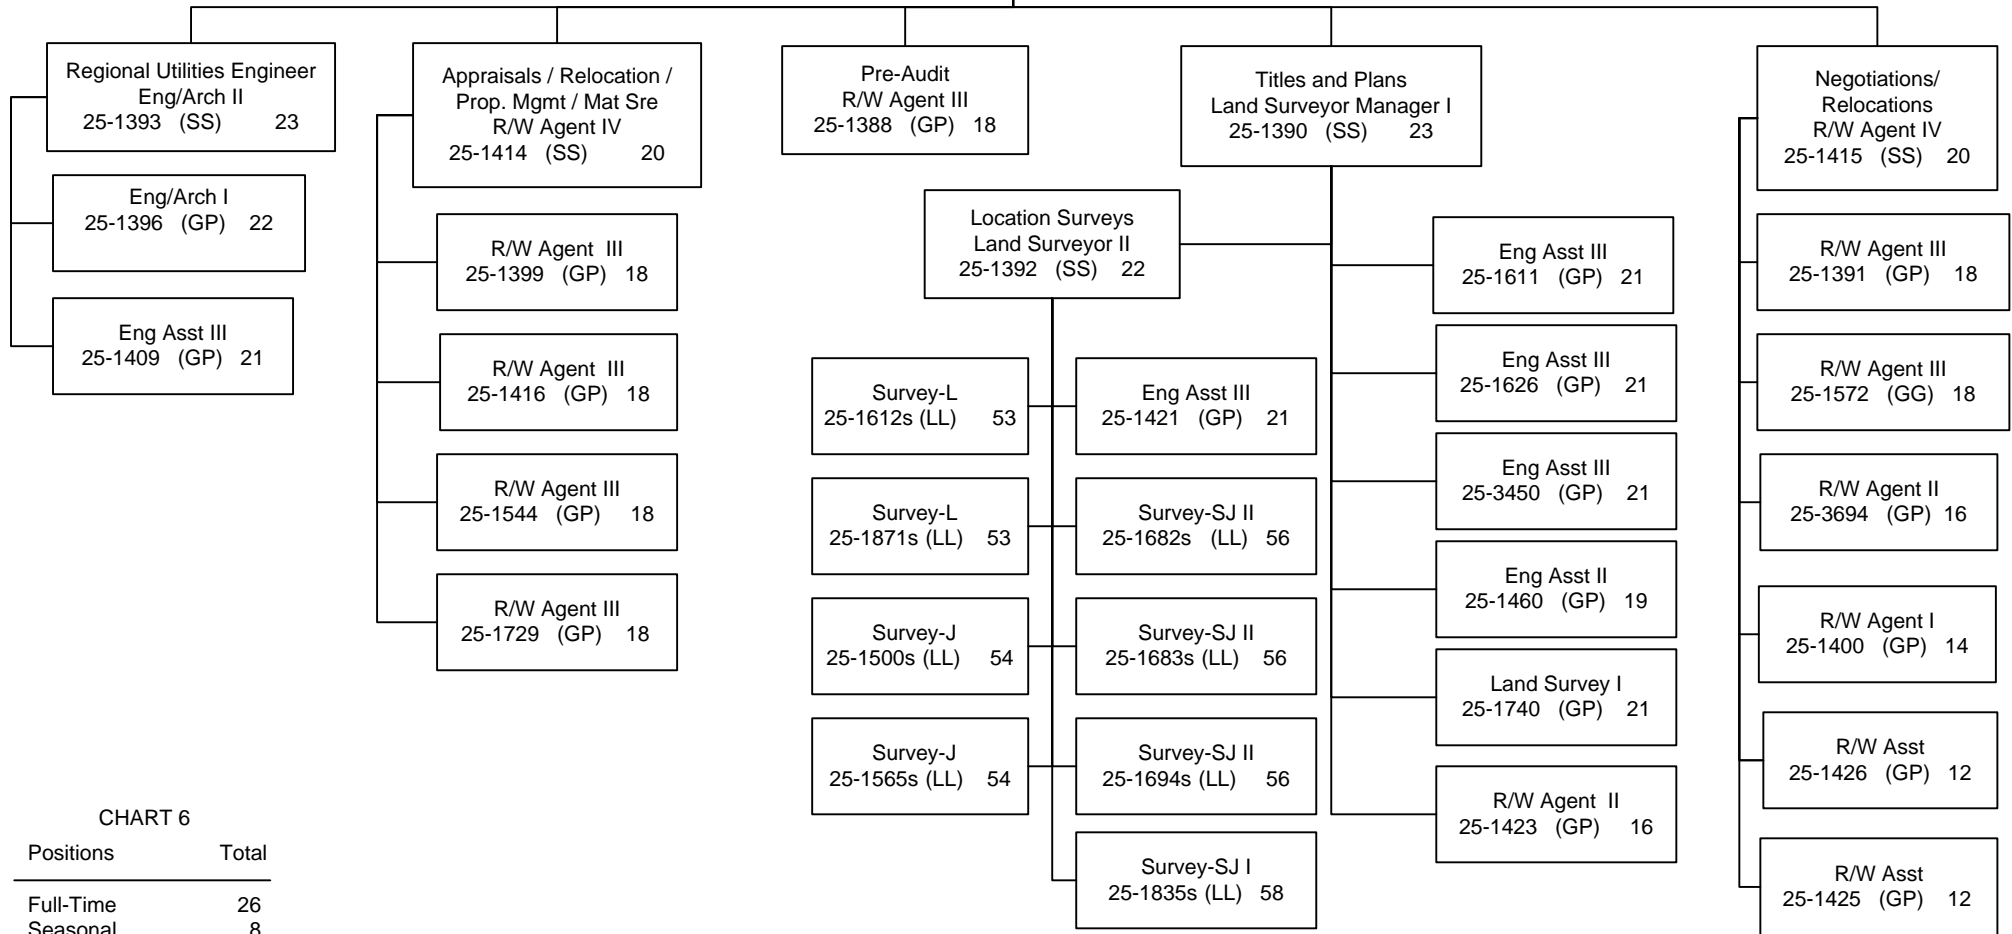 Regional Utilities Engineer
Eng/Arch II
25-1393 (SS) 23
Eng/Arch I
25-1396 (GP) 22
Eng Asst III
25-1409 (GP) 21
Appraisals / Relocation /
Prop. Mgmt / Mat Sre
R/W Agent IV
25-1414 (SS) 20
R/W Agent III
25-1399 (GP) 18
R/W Agent III
25-1416 (GP) 18
R/W Agent III
25-1544 (GP) 18
R/W Agent III
25-1729 (GP) 18
Pre-Audit
R/W Agent III
25-1388 (GP) 18
Titles and Plans
Land Surveyor Manager I
25-1390 (SS) 23
Location Surveys
Land Surveyor II
25-1392 (SS) 22
Survey-L
25-1612s (LL) 53
Survey-L
25-1871s (LL) 53
Survey-J
25-1500s (LL) 54
Survey-J
25-1565s (LL) 54
Eng Asst III
25-1421 (GP) 21
Survey-SJ II
25-1682s (LL) 56
Survey-SJ II
25-1683s (LL) 56
Survey-SJ II
25-1694s (LL) 56
Survey-SJ I
25-1835s (LL) 58
Eng Asst III
25-1611 (GP) 21
Eng Asst III
25-1626 (GP) 21
Eng Asst III
25-3450 (GP) 21
Eng Asst II
25-1460 (GP) 19
Land Survey I
25-1740 (GP) 21
R/W Agent II
25-1423 (GP) 16
Negotiations/
Relocations
R/W Agent IV
25-1415 (SS) 20
R/W Agent III
25-1391 (GP) 18
R/W Agent III
25-1572 (GG) 18
R/W Agent II
25-3694 (GP) 16
R/W Agent I
25-1400 (GP) 14
R/W Asst
25-1426 (GP) 12
R/W Asst
25-1425 (GP) 12
CHART 6
Positions Total
Full-Time 26
Seasonal 8